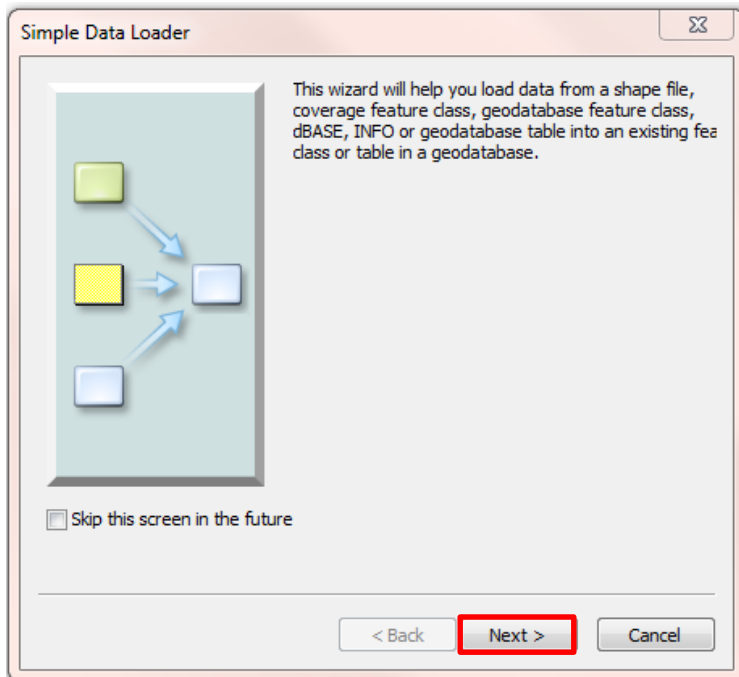 Simple Data Loader
This wizard will help you load data from a shape file,
coverage feature class, geodatabase feature class,
dBASE, INFO or geodatabase table into an existing fea
class or table in a geodatabase.
Skip this screen in the future
< Back
Next >
Cancel